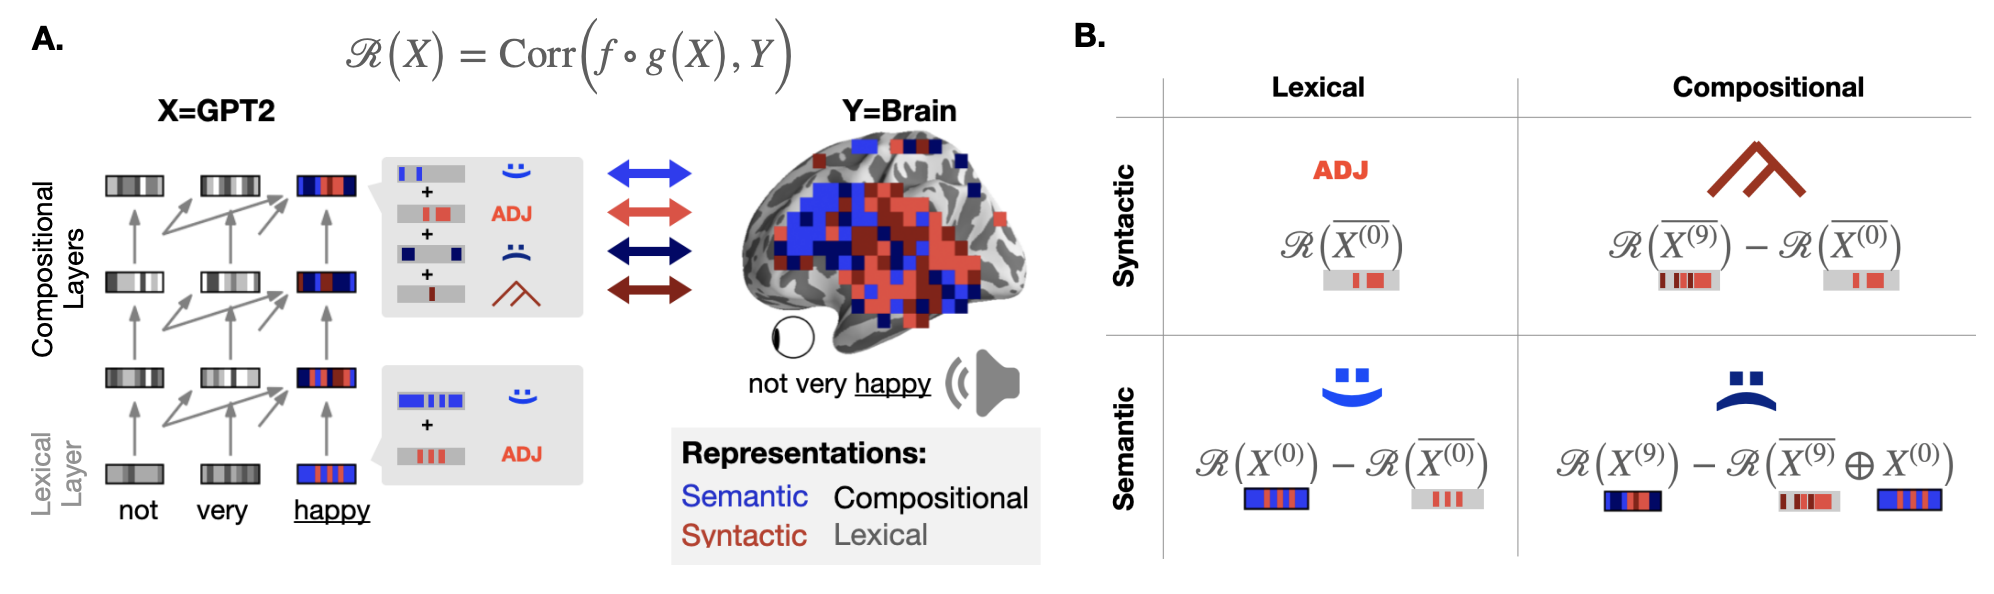 A.
ℛ(X) = Corr(f∘g(X), Y)
X=GPT2
Y=Brain
Compositional
Layers
Lexical
Layer
not very happy
+
ADJ
+
+
+
ADJ
not very happy
Representations:
Semantic Compositional
Syntactic Lexical
B.
Lexical Compositional
Syntactic
ADJ
ℛ(X̅⁽⁰⁾) ℛ(X̅⁽⁹⁾) − ℛ(X̅⁽⁰⁾)
Semantic
ℛ(X⁽⁰⁾) − ℛ(X̅⁽⁰⁾) ℛ(X⁽⁹⁾) − ℛ(X̅⁽⁹⁾ ⊕ X⁽⁰⁾)